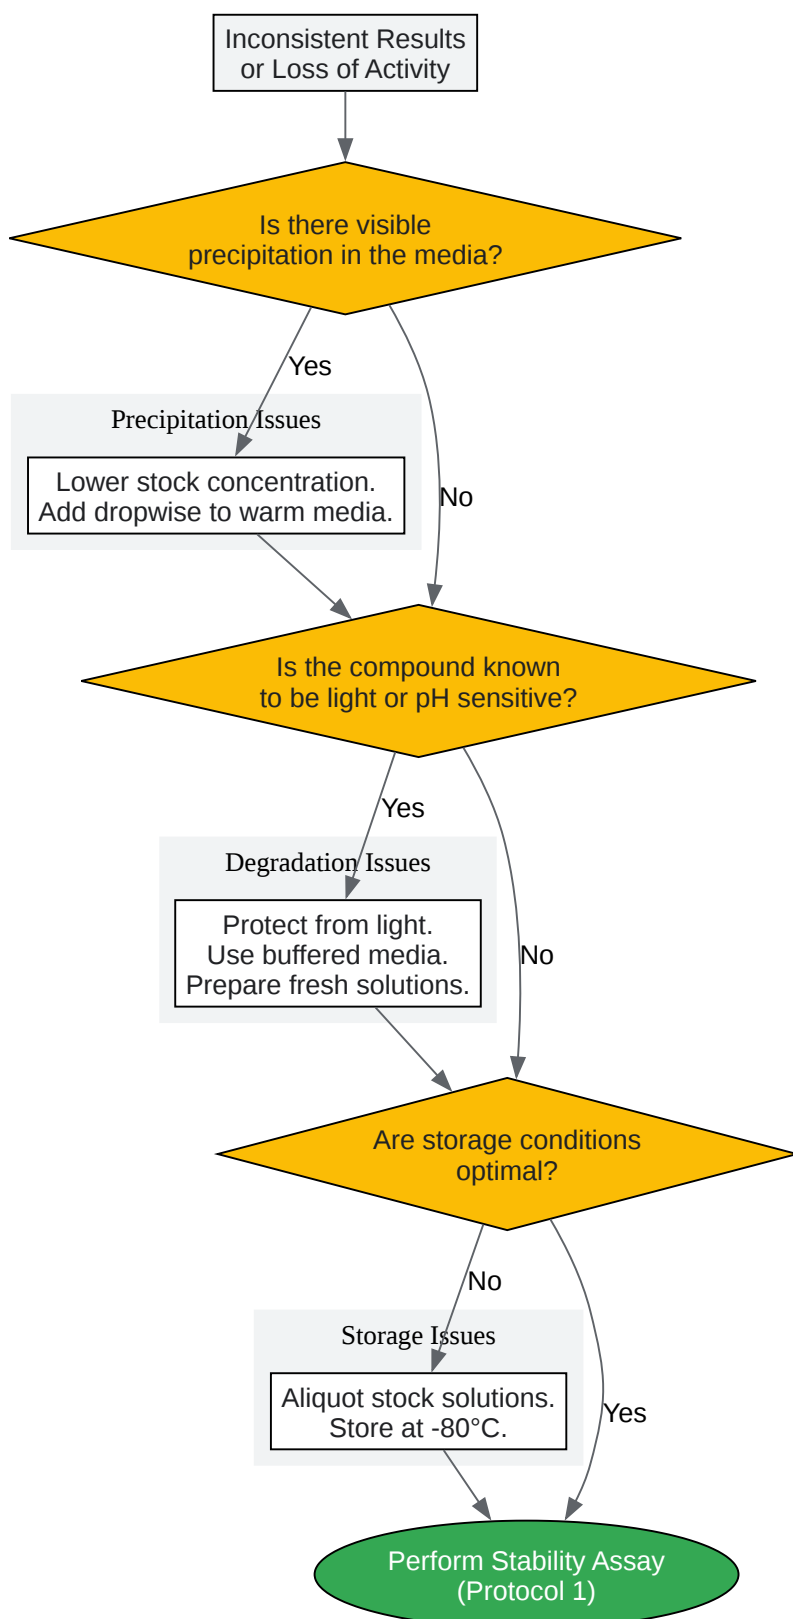 Inconsistent Results
or Loss of Activity
Is there visible
precipitation in the media?
Yes
Precipitation Issues
Lower stock concentration.
Add dropwise to warm media.
No
Is the compound known
to be light or pH sensitive?
Yes
Degradation Issues
Protect from light.
Use buffered media.
Prepare fresh solutions.
No
Are storage conditions
optimal?
No
Storage Issues
Aliquot stock solutions.
Store at -80°C.
Yes
Perform Stability Assay
(Protocol 1)